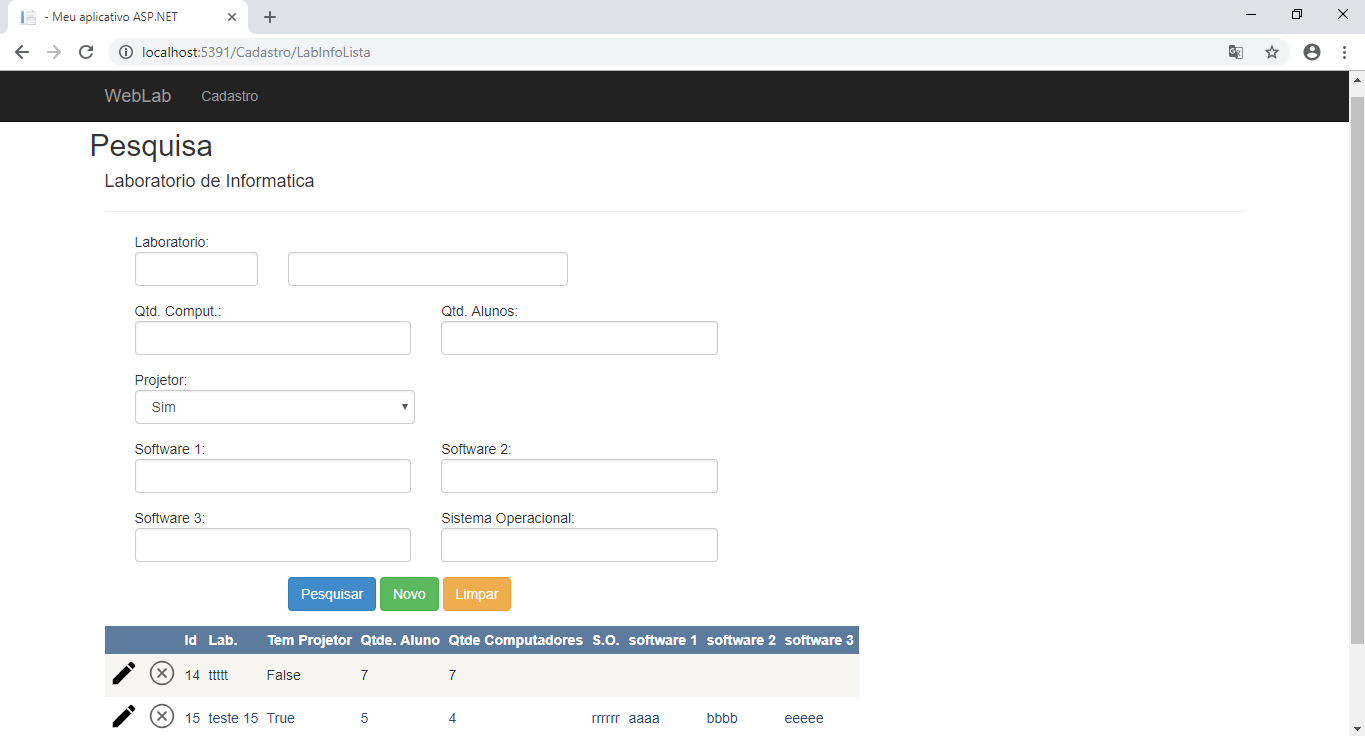 - Meu aplicativo ASP.NET
localhost:5391/Cadastro/LabInfoLista
WebLab Cadastro
Pesquisa
Laboratorio de Informatica
Laboratorio:
Qtd. Comput.: Qtd. Alunos:
Projetor:
Sim
Software 1: Software 2:
Software 3: Sistema Operacional:
Pesquisar Novo Limpar
Id Lab. Tem Projetor Qtde. Aluno Qtde Computadores S.O. software 1 software 2 software 3
14 ttttt False 7 7
15 teste 15 True 5 4 rrrrrr aaaa bbbb eeeee